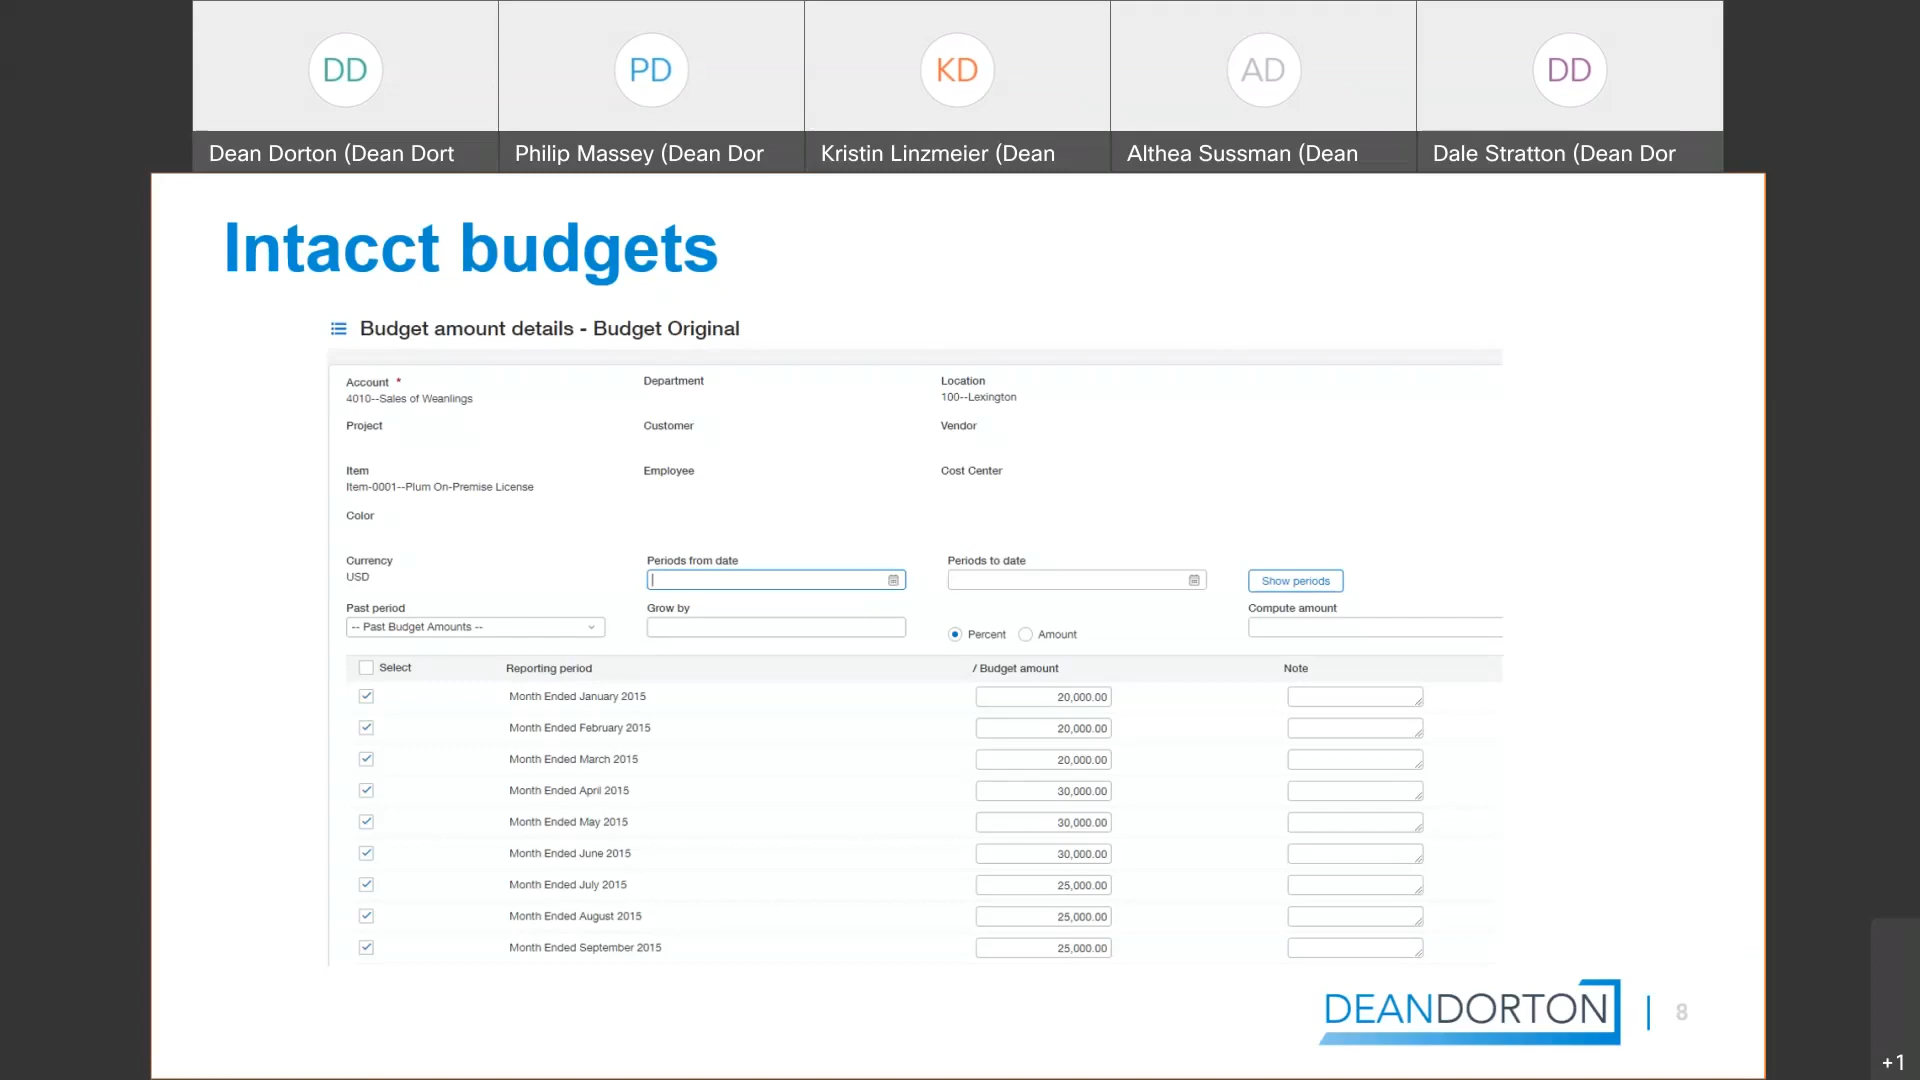 DD PD KD AD DD
Dean Dorton (Dean Dort Philip Massey (Dean Dor Kristin Linzmeier (Dean Althea Sussman (Dean Dale Stratton (Dean Dor
Intacct budgets
Budget amount details - Budget Original
Account * Department Location
4010--Sales of Weanlings 100--Lexington
Project Customer Vendor
Item Employee Cost Center
Item-0001--Plum On-Premise License
Color
Currency Periods from date Periods to date
USD Show periods
Past period Grow by Compute amount
-- Past Budget Amounts -- Percent Amount
Select Reporting period / Budget amount Note
Month Ended January 2015 20,000.00
Month Ended February 2015 20,000.00
Month Ended March 2015 20,000.00
Month Ended April 2015 30,000.00
Month Ended May 2015 30,000.00
Month Ended June 2015 30,000.00
Month Ended July 2015 25,000.00
Month Ended August 2015 25,000.00
Month Ended September 2015 25,000.00
DEANDORTON 8
+1